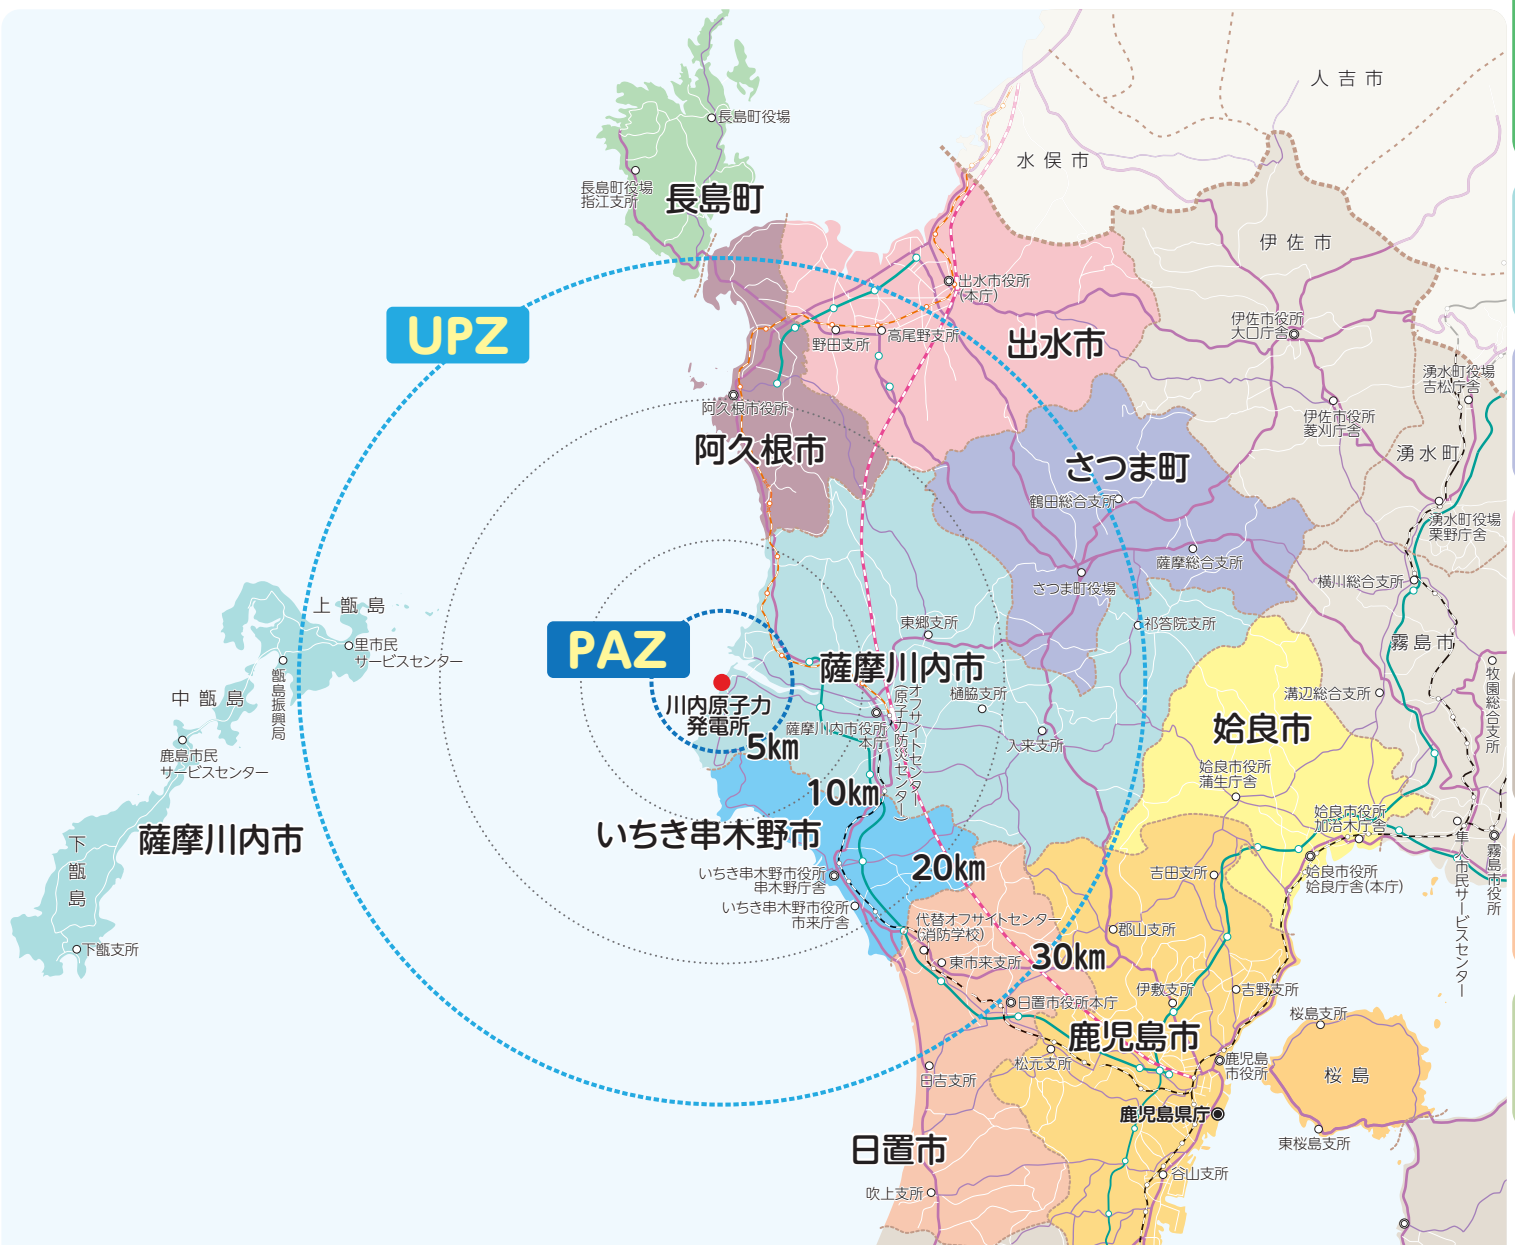 人吉市
長島町役場
水俣市
長島町役場
指江支所
長島町
伊佐市
出水市役所
(本庁)
UPZ
伊佐市役所
大口庁舎
野田支所
高尾野支所
出水市
湧水町役場
吉松庁舎
阿久根市役所
伊佐市役所
菱刈庁舎
阿久根市
湧水町
さつま町
鶴田総合支所
湧水町役場
栗野庁舎
薩摩総合支所
さつま町役場
横川総合支所
上甑島
東郷支所
祁答院支所
里市民
サービスセンター
PAZ
霧島市
薩摩川内市
牧園総合支所
甑島振興局
中甑島
川内原子力
発電所
オフサイトセンター
(原子力防災センター)
樋脇支所
溝辺総合支所
薩摩川内市役所
本庁
入来支所
姶良市
5km
鹿島市民
サービスセンター
姶良市役所
蒲生庁舎
10km
姶良市役所
加治木庁舎
薩摩川内市
いちき串木野市
下甑島
20km
隼人市民サービスセンター
霧島市役所
いちき串木野市役所
串木野庁舎
吉田支所
姶良市役所
姶良庁舎(本庁)
いちき串木野市役所
市来庁舎
代替オフサイトセンター
(消防学校)
郡山支所
下甑支所
東市来支所
30km
伊敷支所
吉野支所
日置市役所本庁
桜島支所
鹿児島市
松元支所
鹿児島
市役所
日吉支所
桜島
鹿児島県庁
東桜島支所
日置市
谷山支所
吹上支所